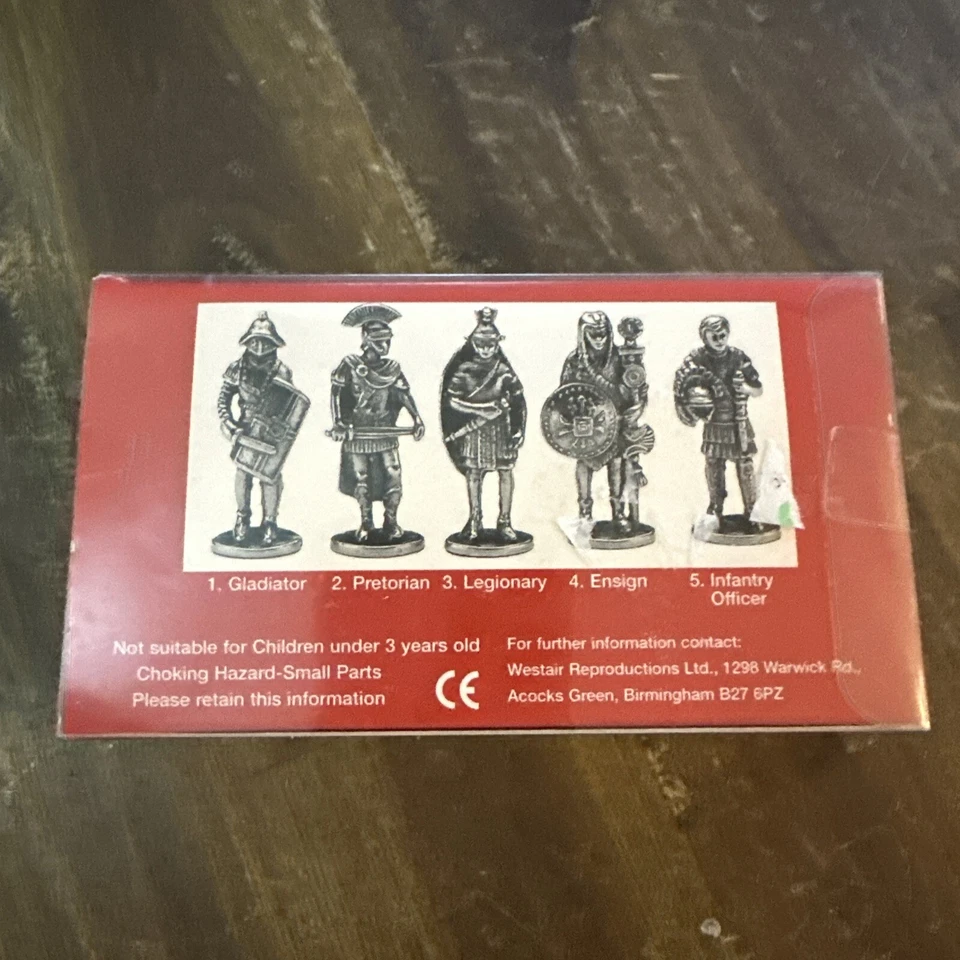 1. Gladiator 2. Pretorian 3. Legionary 4. Ensign 5. Infantry Officer
Not suitable for Children under 3 years old
Choking Hazard-Small Parts
Please retain this information
CE
For further information contact:
Westair Reproductions Ltd., 1298 Warwick Rd.,
Acocks Green, Birmingham B27 6PZ